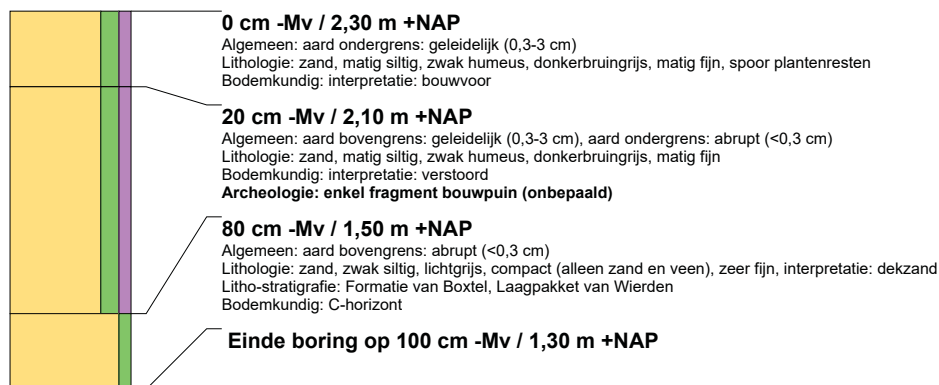 0 cm -Mv / 2,30 m +NAP
Algemeen: aard ondergrens: geleidelijk (0,3-3 cm)
Lithologie: zand, matig siltig, zwak humeus, donkerbruingrijs, matig fijn, spoor plantenresten
Bodemkundig: interpretatie: bouwvoor
20 cm -Mv / 2,10 m +NAP
Algemeen: aard bovengrens: geleidelijk (0,3-3 cm), aard ondergrens: abrupt (<0,3 cm)
Lithologie: zand, matig siltig, zwak humeus, donkerbruingrijs, matig fijn
Bodemkundig: interpretatie: verstoord
Archeologie: enkel fragment bouwpuin (onbepaald)
80 cm -Mv / 1,50 m +NAP
Algemeen: aard bovengrens: abrupt (<0,3 cm)
Lithologie: zand, zwak siltig, lichtgrijs, compact (alleen zand en veen), zeer fijn, interpretatie: dekzand
Litho-stratigrafie: Formatie van Boxtel, Laagpakket van Wierden
Bodemkundig: C-horizont
Einde boring op 100 cm -Mv / 1,30 m +NAP